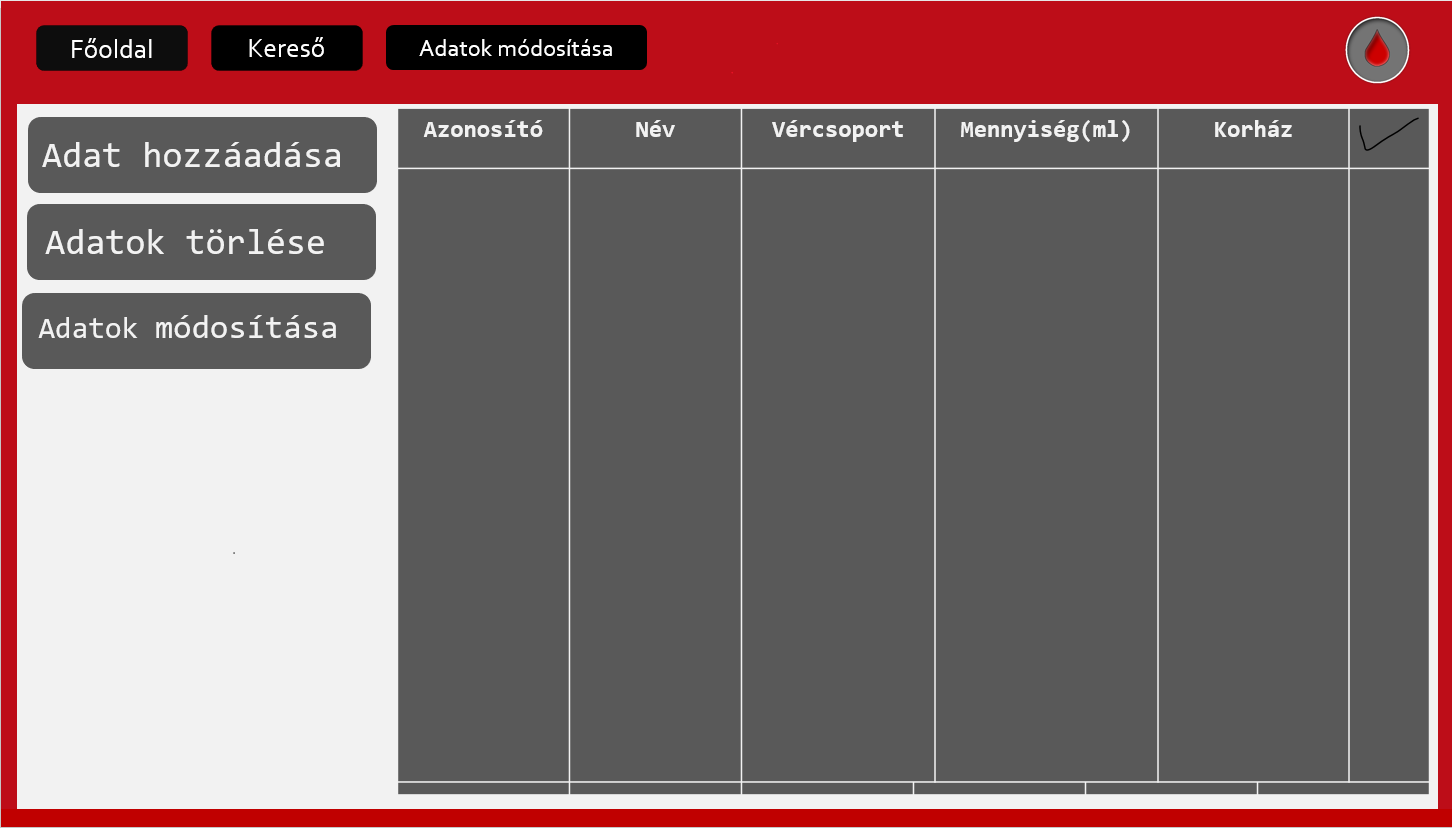 Főoldal Kereső Adatok módosítása
Adat hozzáadása
Adatok törlése
Adatok módosítása
Azonosító Név Vércsoport Mennyiség(ml) Korház